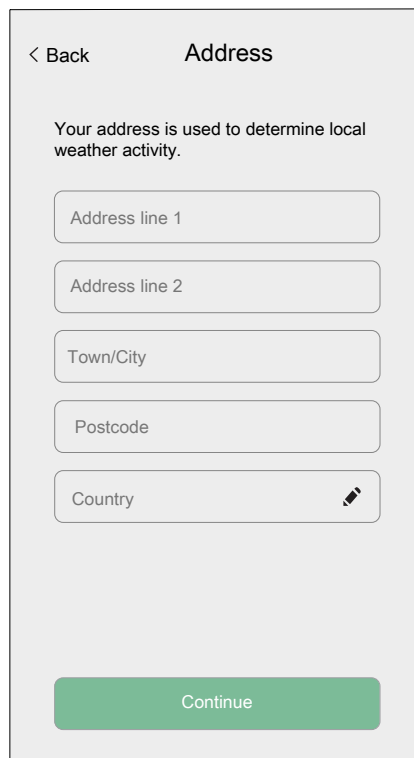 < Back
Address
Your address is used to determine local
weather activity.
Address line 1
Address line 2
Town/City
Postcode
Country
Continue